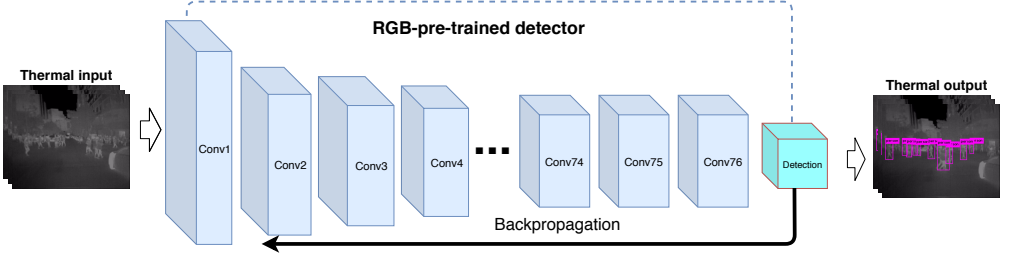 RGB-pre-trained detector
Thermal input
Thermal output
Conv1
Conv2
Conv3
Conv4
...
Conv74
Conv75
Conv76
Detection
Backpropagation